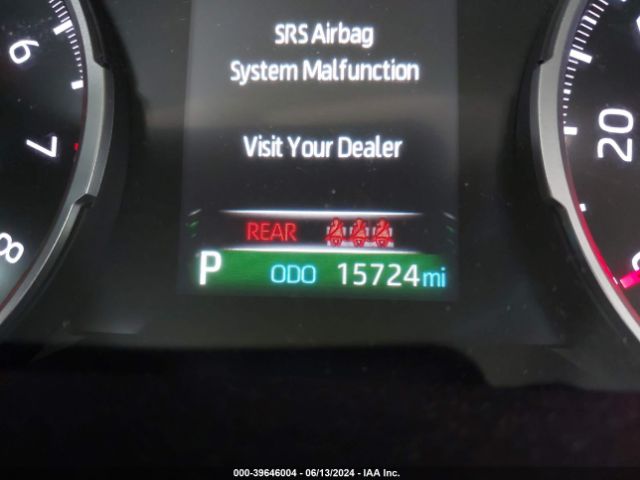 SRS Airbag
System Malfunction
Visit Your Dealer
6
7
8
20
REAR
P ODO 15724 mi
000-39646004 - 06/13/2024 - IAA Inc.